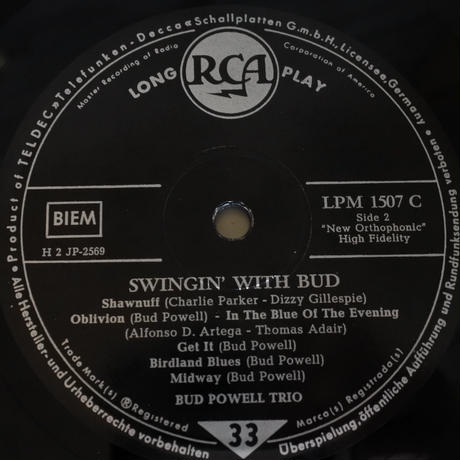 »Product of TELDEC»Telefunken-Decca«Schallplatten G.m.b.H., Licensee, Germany
Master Recording of Radio
Corporation of America
LONG RCA PLAY
BIEM
H 2 JP-2569
LPM 1507 C
Side 2
"New Orthophonic"
High Fidelity
SWINGIN' WITH BUD
Shawnuff (Charlie Parker - Dizzy Gillespie)
Oblivion (Bud Powell) - In The Blue Of The Evening
(Alfonso D. Artega - Thomas Adair)
Get It (Bud Powell)
Birdland Blues (Bud Powell)
Midway (Bud Powell)
BUD POWELL TRIO
Trade Mark(s) ®Registered
Marca(s) Registrada(s)
33
Alle Hersteller- und Urheberrechte vorbehalten
Überspielung, öffentliche Aufführung und Rundfunksendung verboten